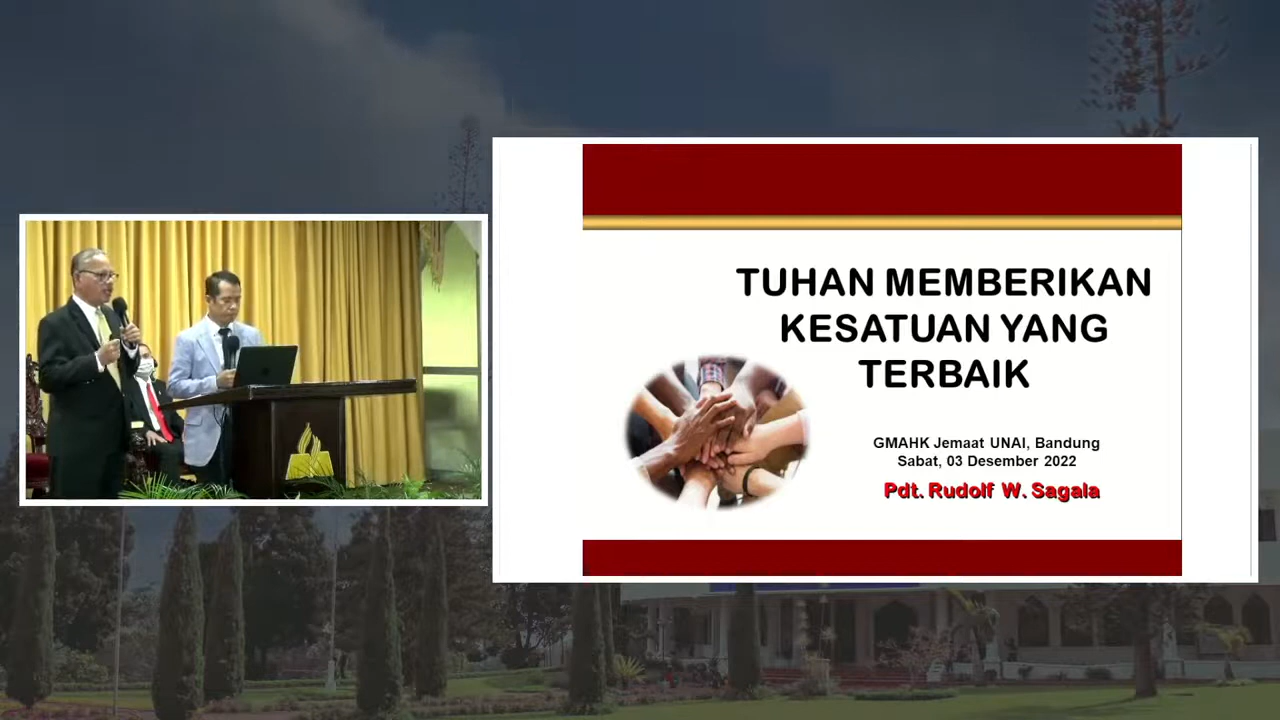 TUHAN MEMBERIKAN
KESATUAN YANG
TERBAIK
GMAHK Jemaat UNAI, Bandung
Sabat, 03 Desember 2022
Pdt. Rudolf W. Sagala